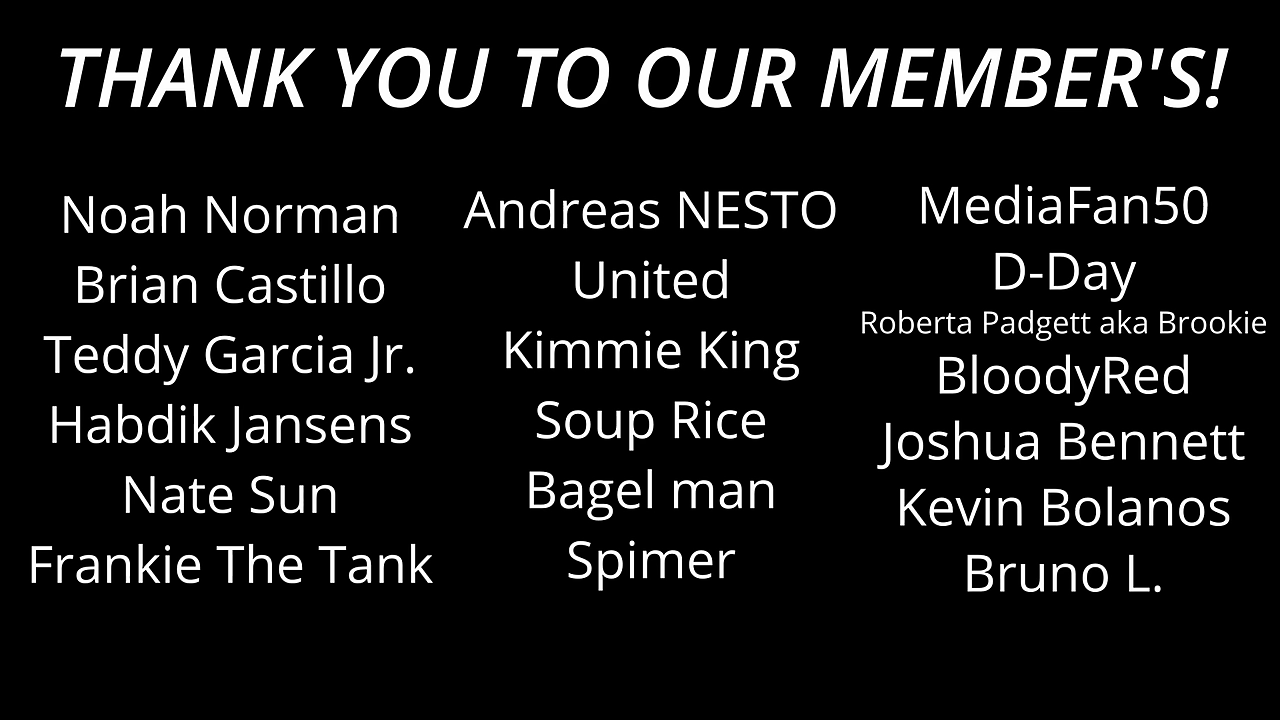 THANK YOU TO OUR MEMBER'S!
Noah Norman
Brian Castillo
Teddy Garcia Jr.
Habdik Jansens
Nate Sun
Frankie The Tank
Andreas NESTO
United
Kimmie King
Soup Rice
Bagel man
Spimer
MediaFan50
D-Day
Roberta Padgett aka Brookie
BloodyRed
Joshua Bennett
Kevin Bolanos
Bruno L.